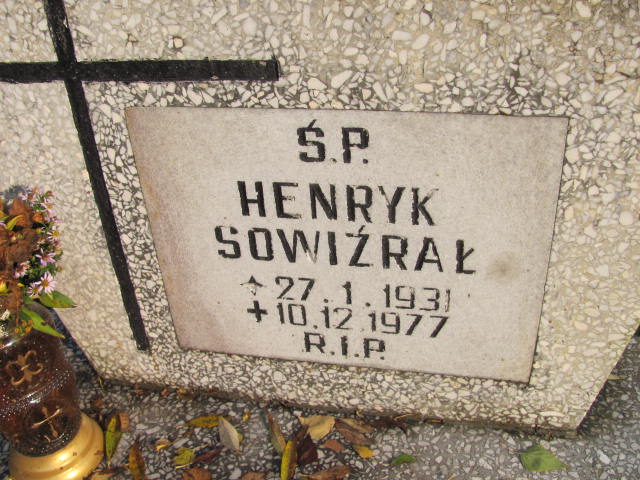 Ś.P.
HENRYK
SOWIŹRAŁ
27.1.1931
10.12.1977
R.I.P.